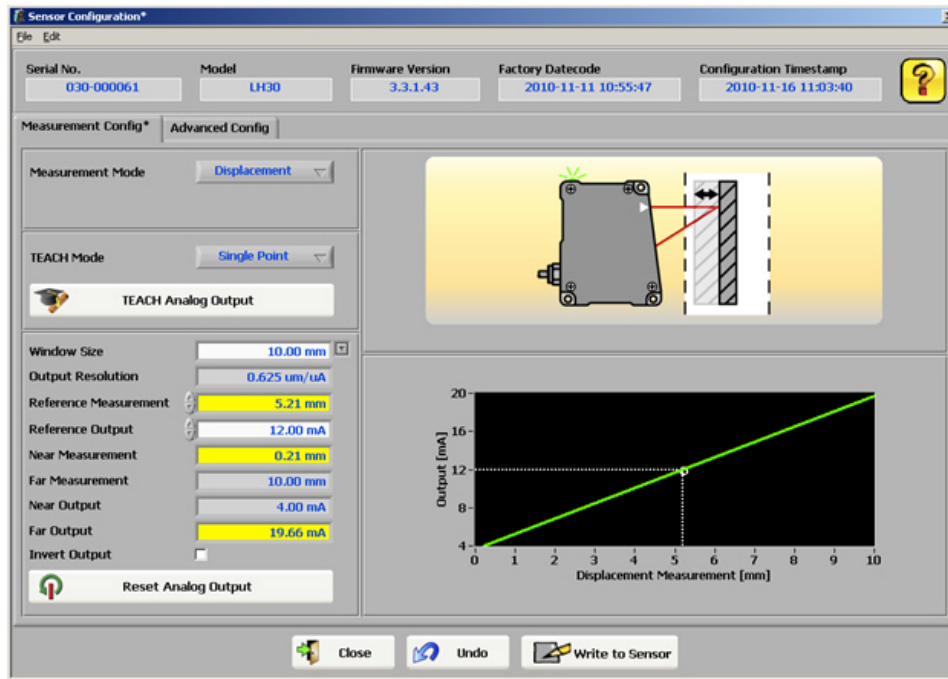 Sensor Configuration*
File Edit
Serial No. Model Firmware Version Factory Datecode Configuration Timestamp
030-000061 LH30 3.3.1.43 2010-11-11 10:55:47 2010-11-16 11:03:40
?
Measurement Config* Advanced Config
Measurement Mode Displacement
TEACH Mode Single Point
TEACH Analog Output
Window Size 10.00 mm
Output Resolution 0.625 um/uA
Reference Measurement 5.21 mm
Reference Output 12.00 mA
Near Measurement 0.21 mm
Far Measurement 10.00 mm
Near Output 4.00 mA
Far Output 19.66 mA
Invert Output
Reset Analog Output
Output [mA]
20
16
12
8
4
0 1 2 3 4 5 6 7 8 9 10
Displacement Measurement [mm]
Close Undo Write to Sensor